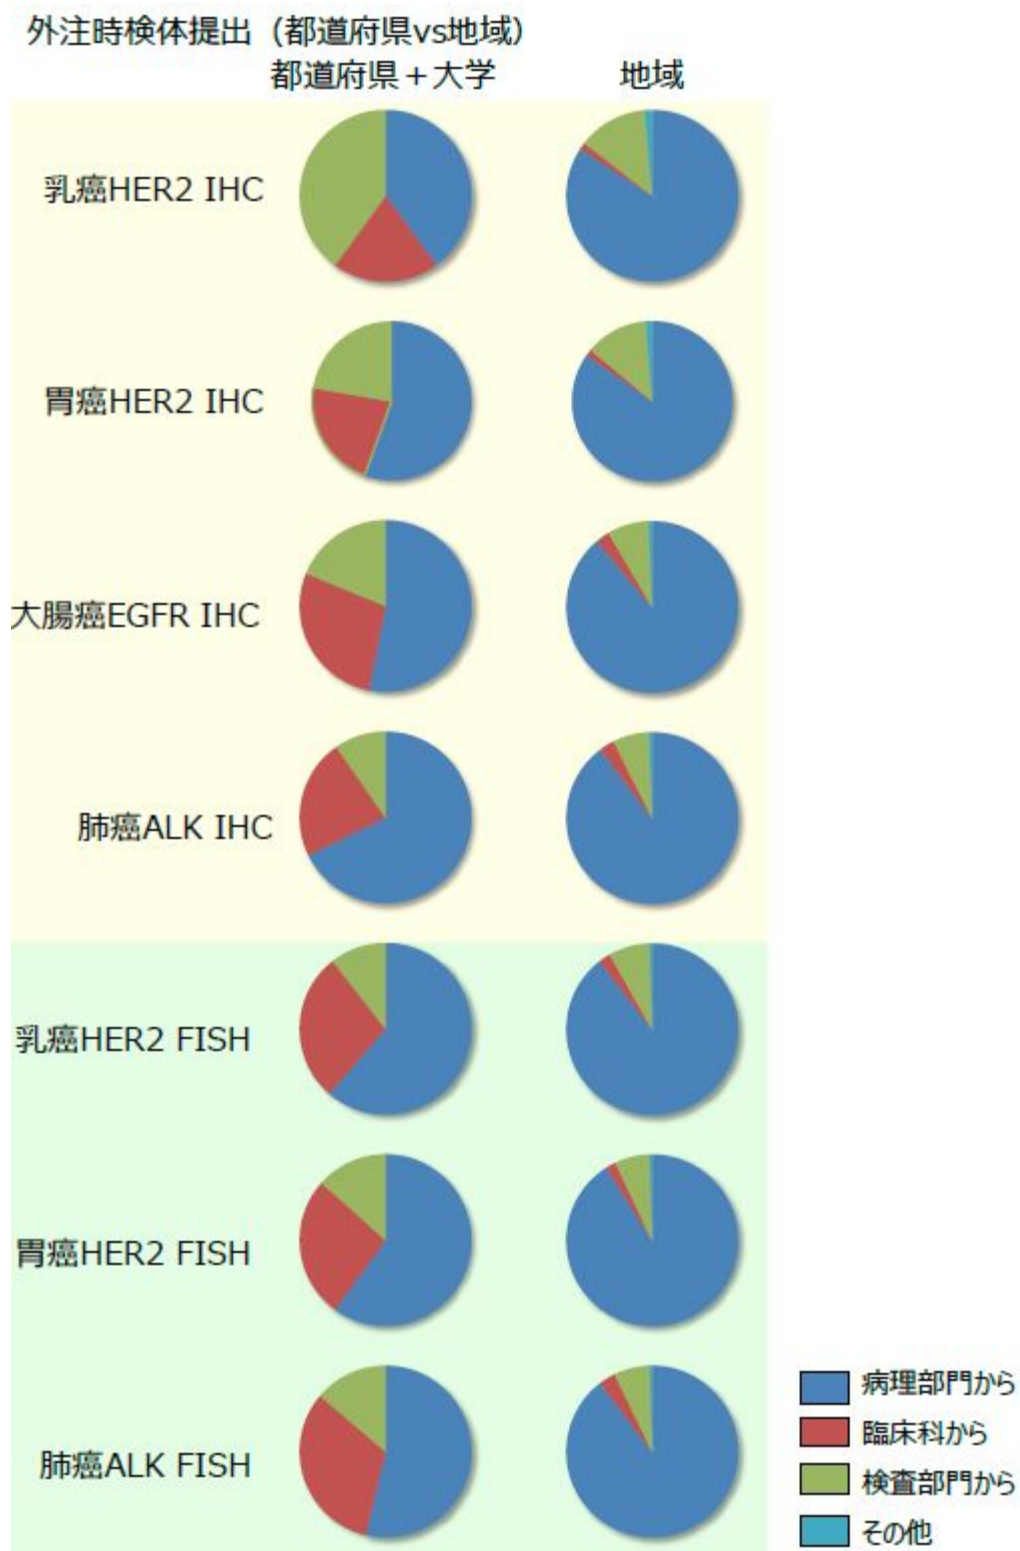 外注時検体提出（都道府県vs地域）
都道府県＋大学 地域
乳癌HER2 IHC
胃癌HER2 IHC
大腸癌EGFR IHC
肺癌ALK IHC
乳癌HER2 FISH
胃癌HER2 FISH
肺癌ALK FISH
病理部門から
臨床科から
検査部門から
その他